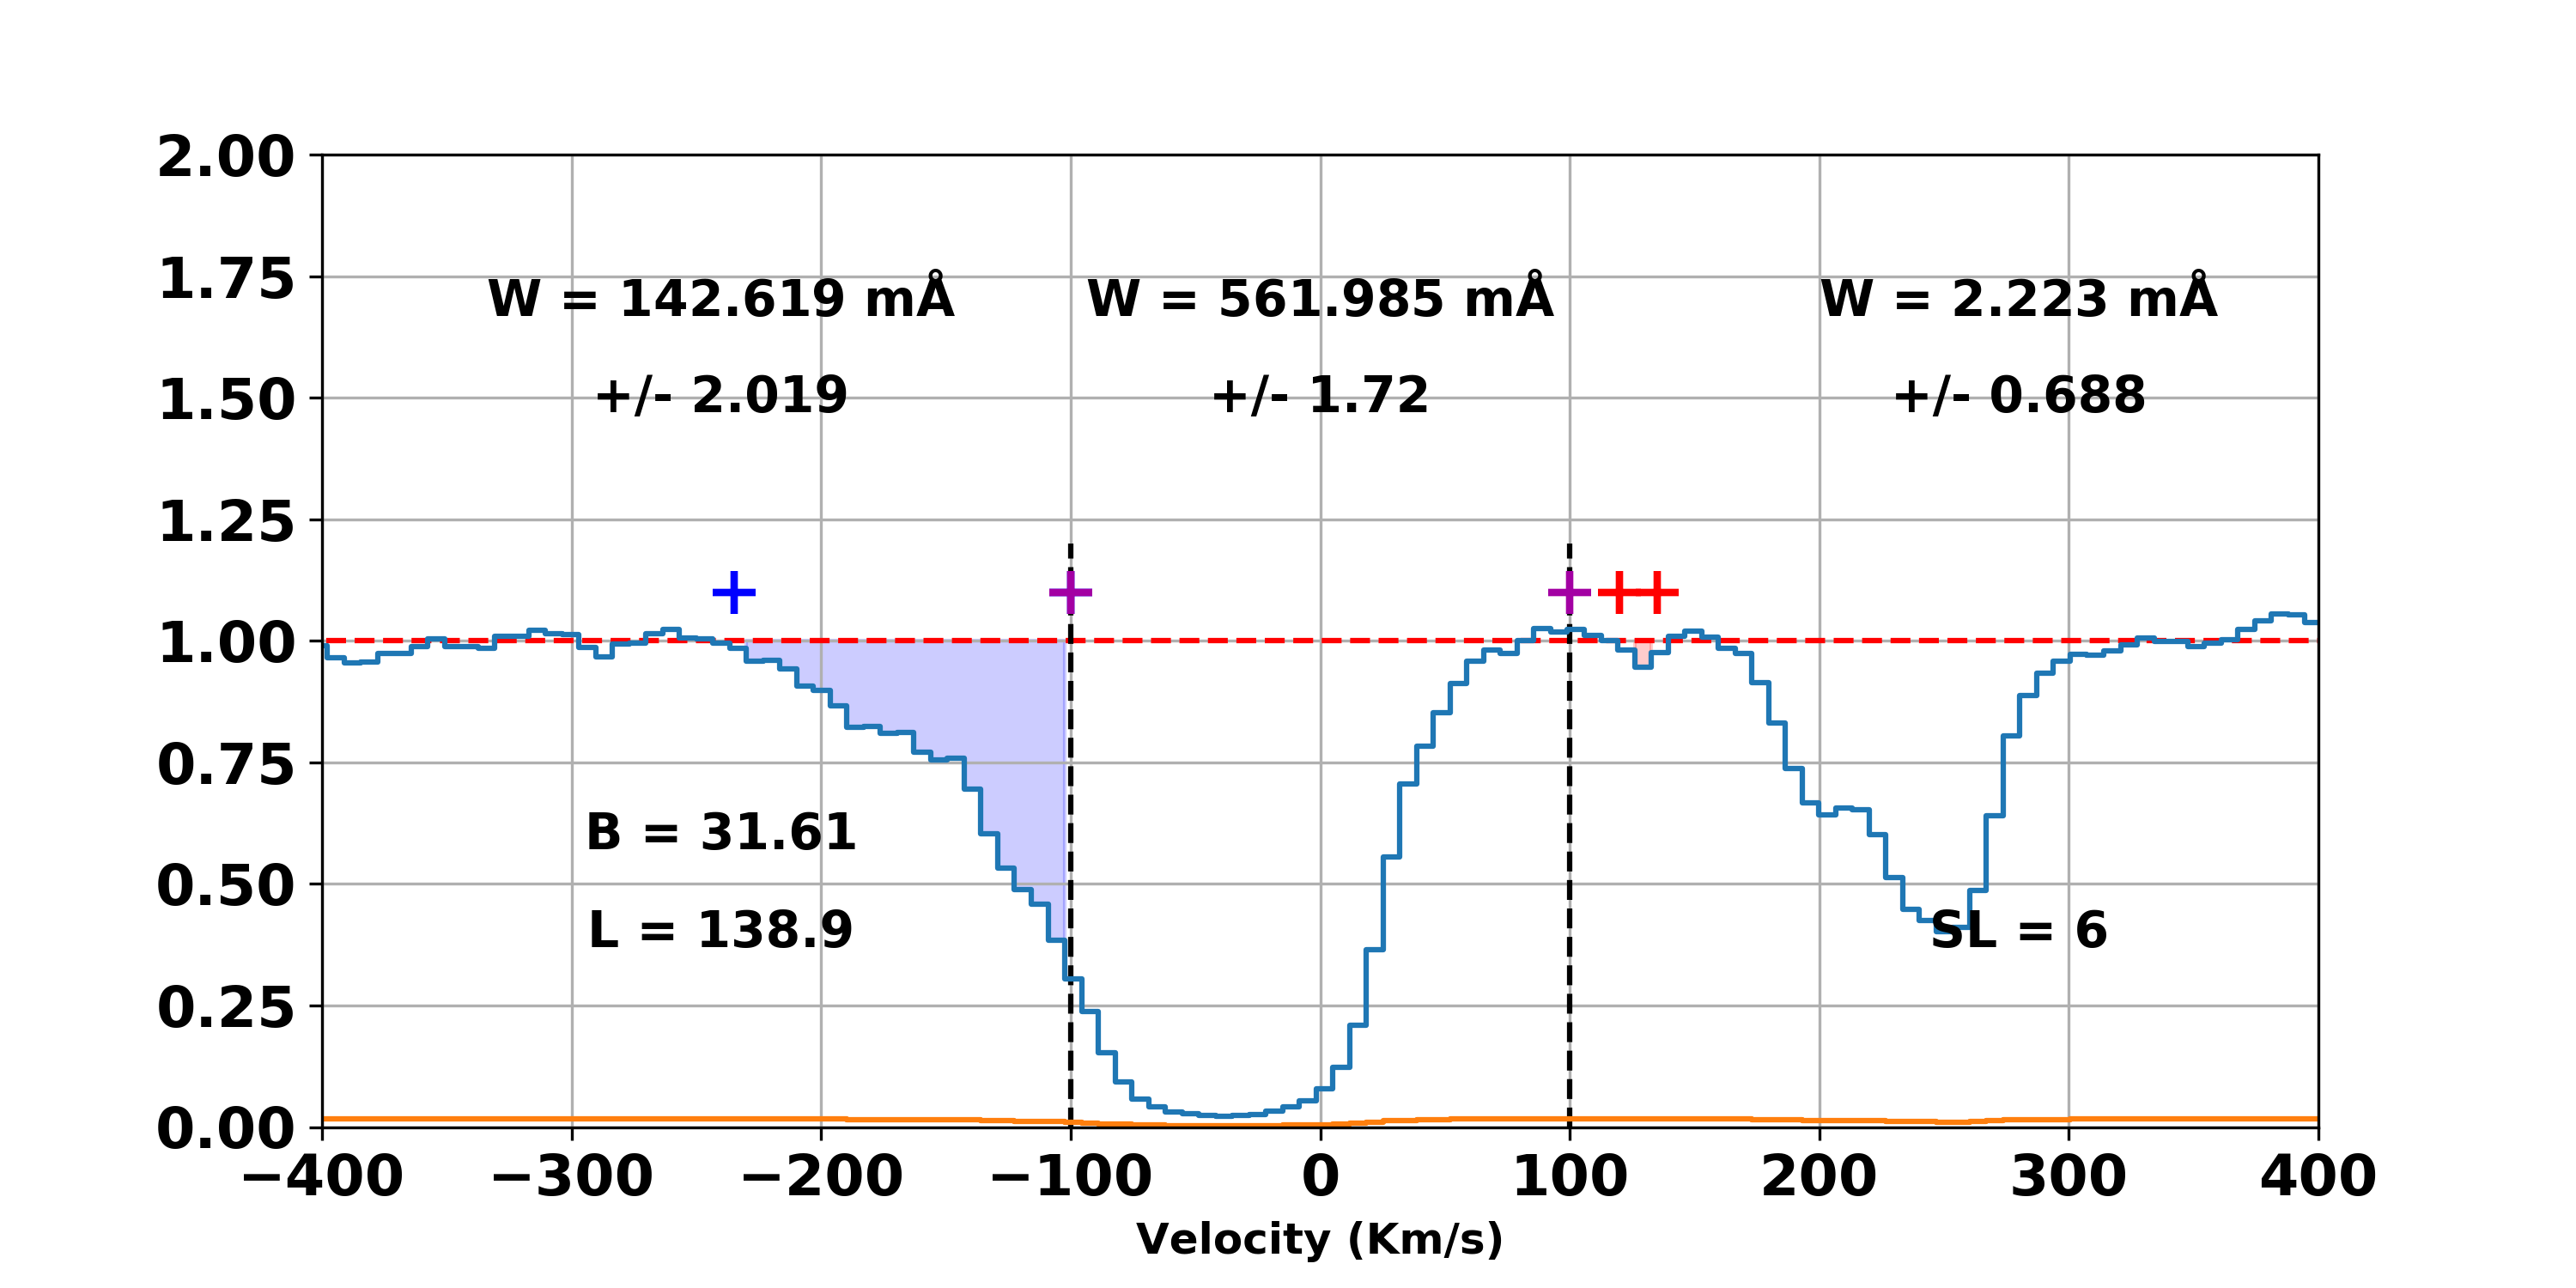 2.00
1.75
W = 142.619 mÅ W = 561.985 mÅ W = 2.223 mÅ
1.50
+/- 2.019 +/- 1.72 +/- 0.688
1.25
1.00
0.75
B = 31.61
0.50
L = 138.9 SL = 6
0.25
0.00
−400 −300 −200 −100 0 100 200 300 400
Velocity (Km/s)